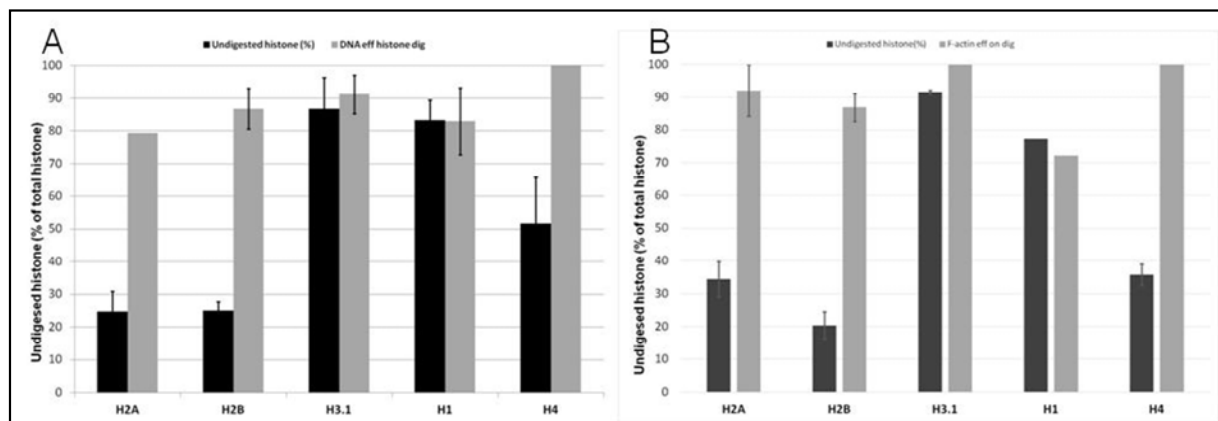 A
Undigested histone (%) DNA eff histone dig
Undigesed histone (% of total histone)
100
90
80
70
60
50
40
30
20
10
0
H2A H2B H3.1 H1 H4
B
Undigested histone(%) F-actin eff on dig
Undigesed histone (% of total histone)
100
90
80
70
60
50
40
30
20
10
0
H2A H2B H3.1 H1 H4